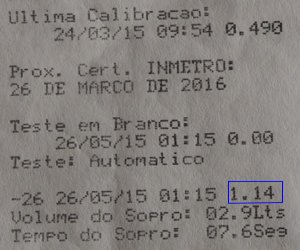 Ultima Calibracao:
24/03/15 09:54 0.490
Prox. Cert. INMETRO:
26 DE MARCO DE 2016
Teste em Branco:
26/05/15 01:15 0.00
Teste: Automatico
-26 26/05/15 01:15 1.14
Volume do Sopro: 02.9Lts
Tempo do Sopro: 07.6Seg